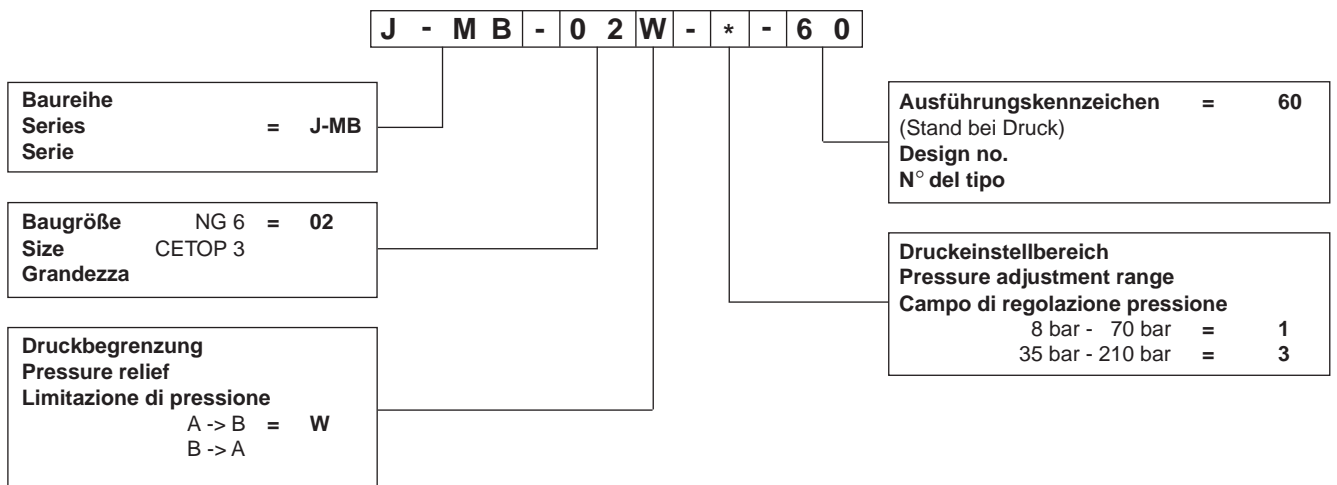 J - M B - 0 2 W - * - 6 0
Baureihe
Series = J-MB
Serie
Baugröße NG 6 = 02
Size CETOP 3
Grandezza
Druckbegrenzung
Pressure relief
Limitazione di pressione
A -> B = W
B -> A
Ausführungskennzeichen = 60
(Stand bei Druck)
Design no.
N° del tipo
Druckeinstellbereich
Pressure adjustment range
Campo di regolazione pressione
8 bar - 70 bar = 1
35 bar - 210 bar = 3